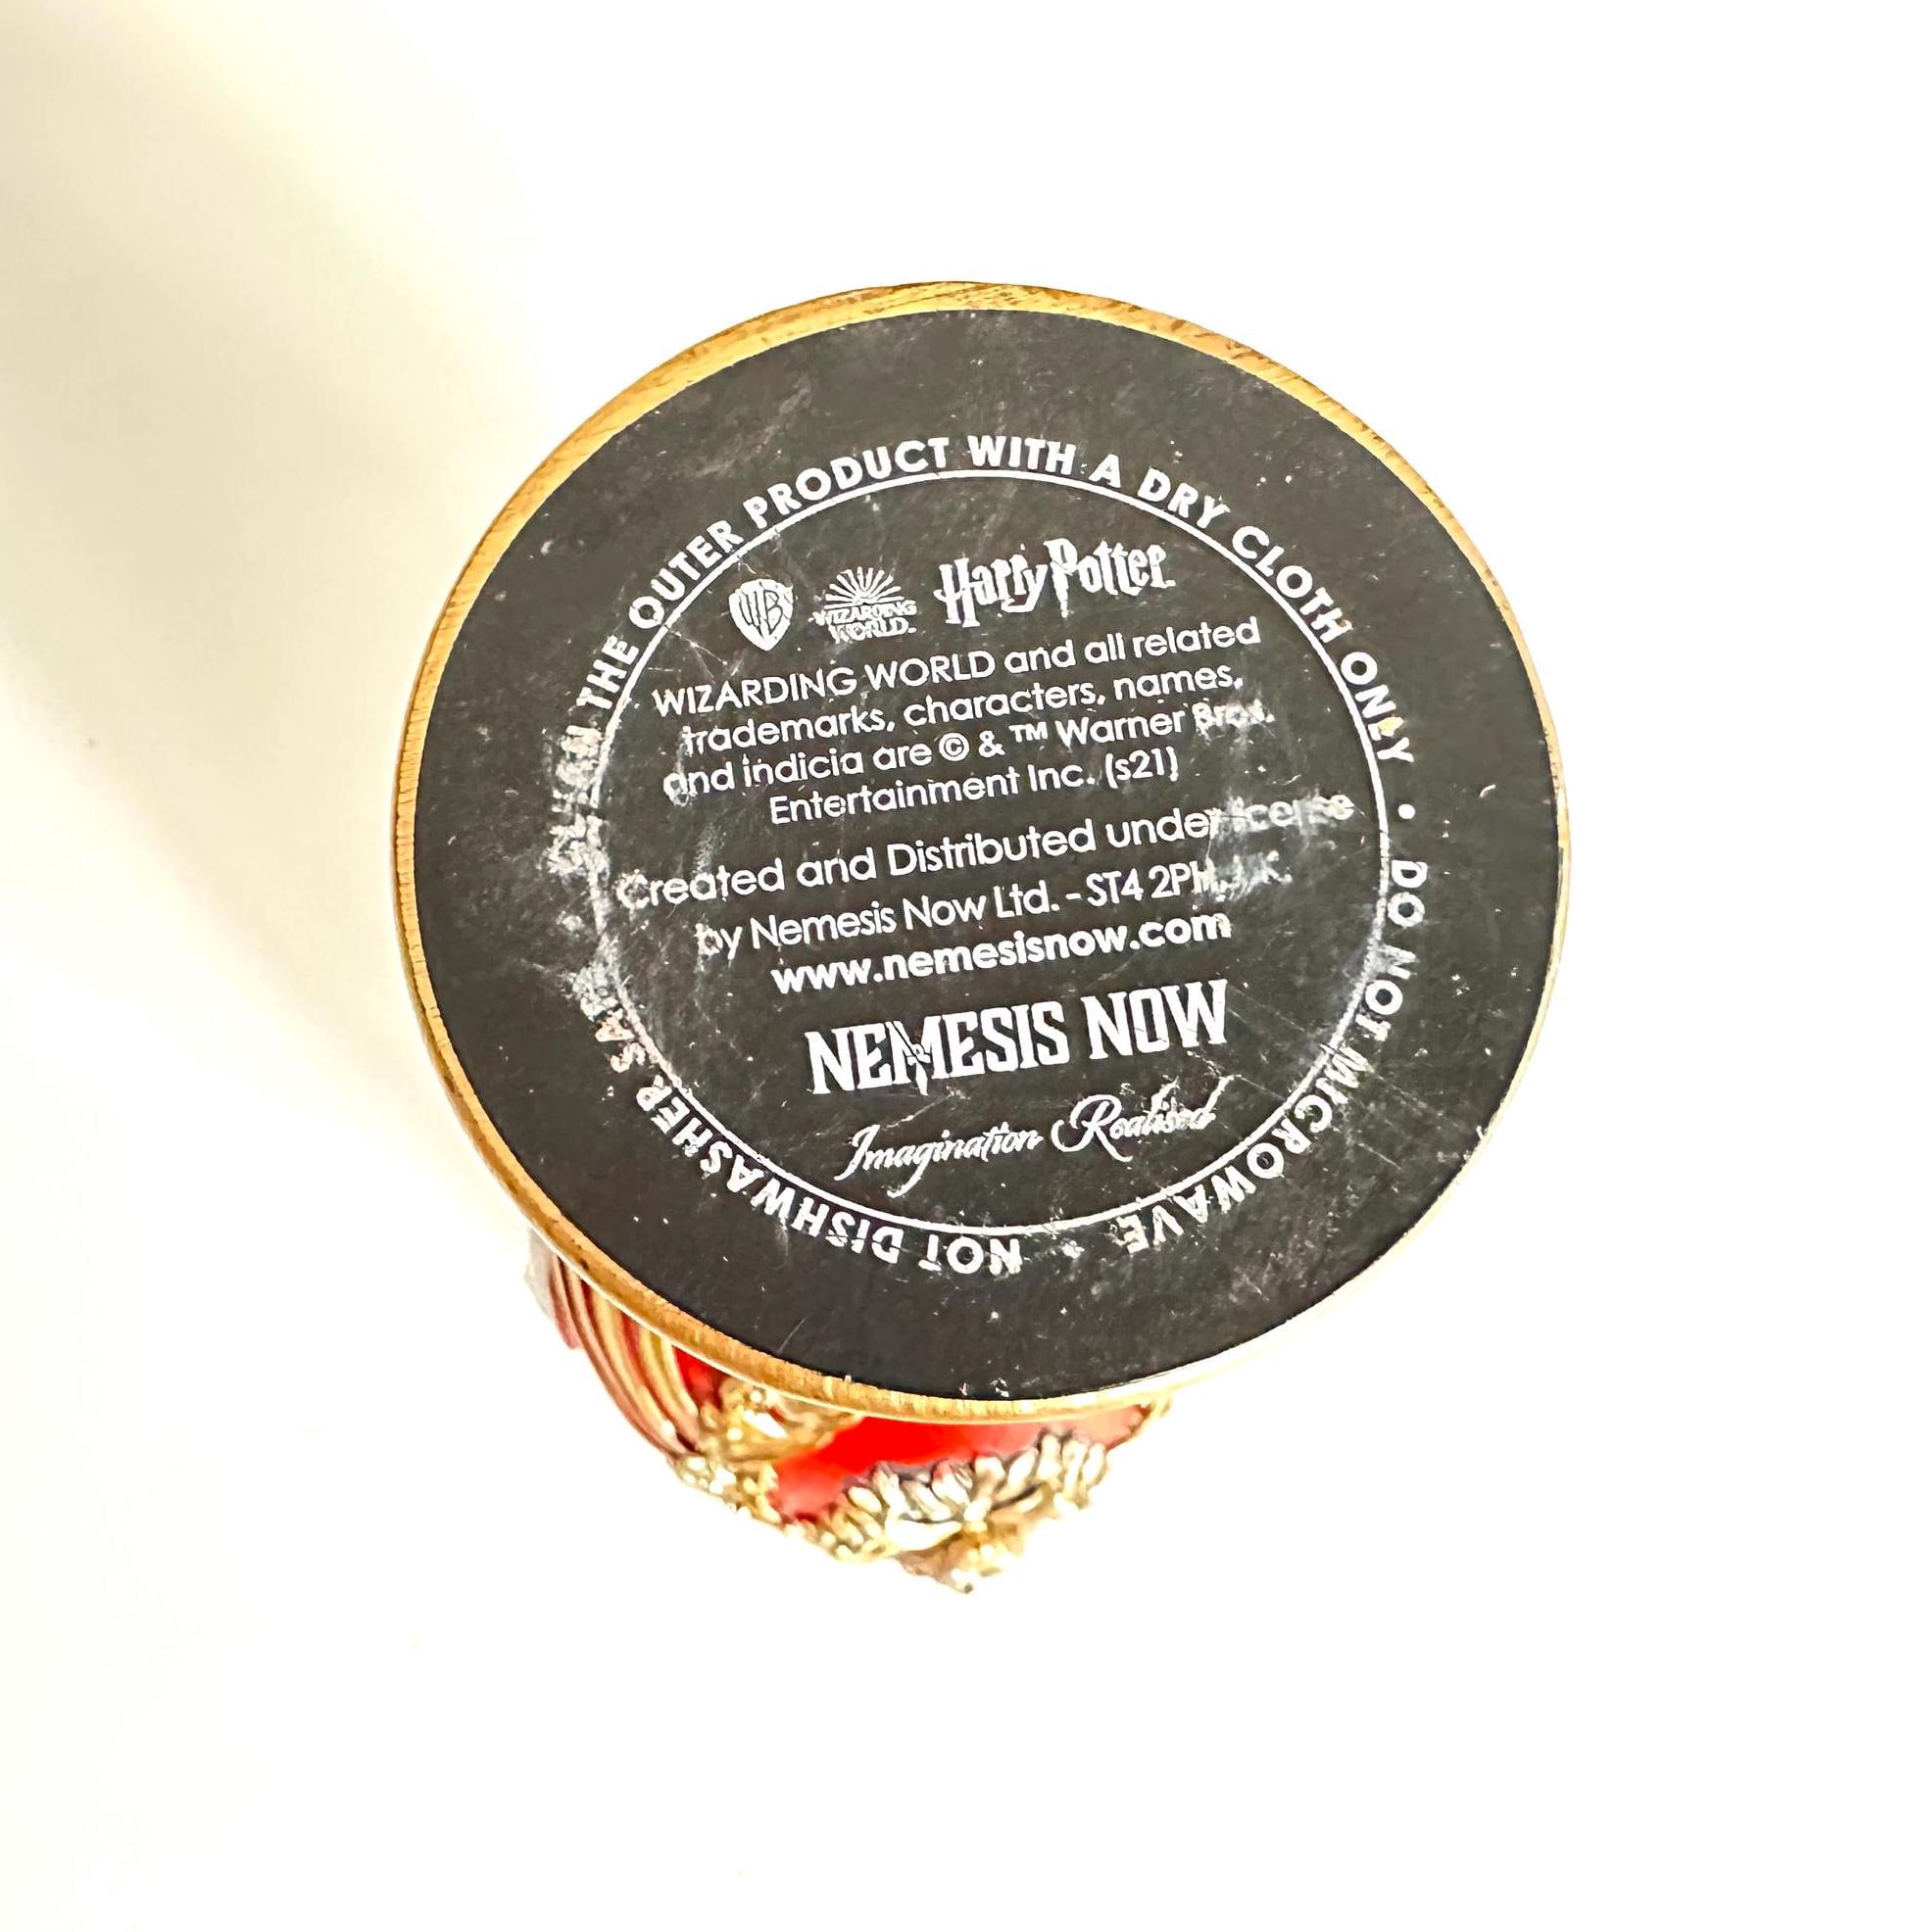 THE OUTER PRODUCT WITH A DRY CLOTH ONLY • DO NOT MICROWAVE • NOT DISHWASHER
WB WIZARDING WORLD Harry Potter
WIZARDING WORLD and all related
trademarks, characters, names,
and indicia are © & ™ Warner Bros.
Entertainment Inc. (s21)
Created and Distributed under
by Nemesis Now Ltd. - ST4 2PH
www.nemesisnow.com
NEMESIS NOW
Imagination Realised